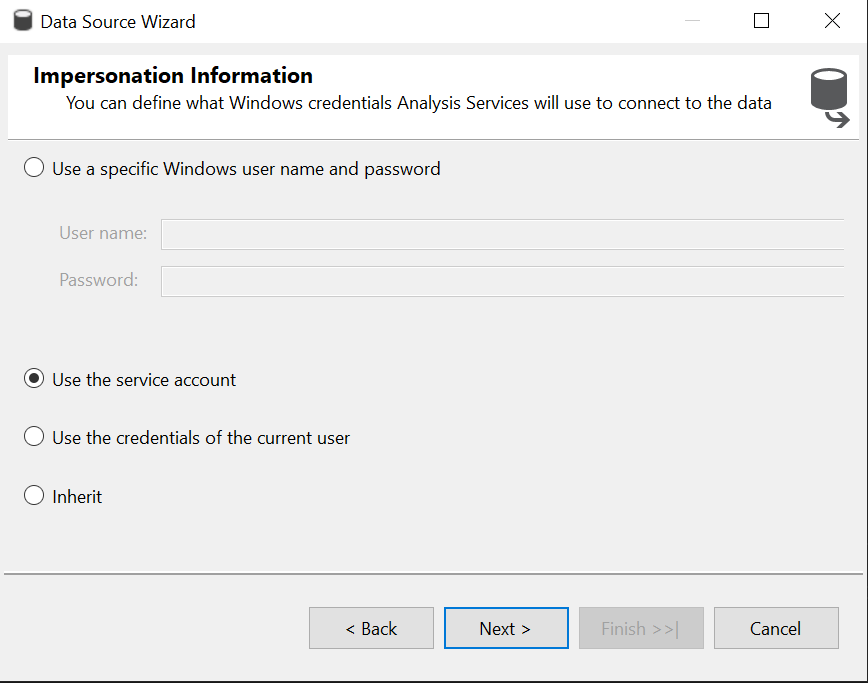 Data Source Wizard
Impersonation Information
You can define what Windows credentials Analysis Services will use to connect to the data
Use a specific Windows user name and password
User name:
Password:
Use the service account
Use the credentials of the current user
Inherit
< Back
Next >
Finish >>|
Cancel